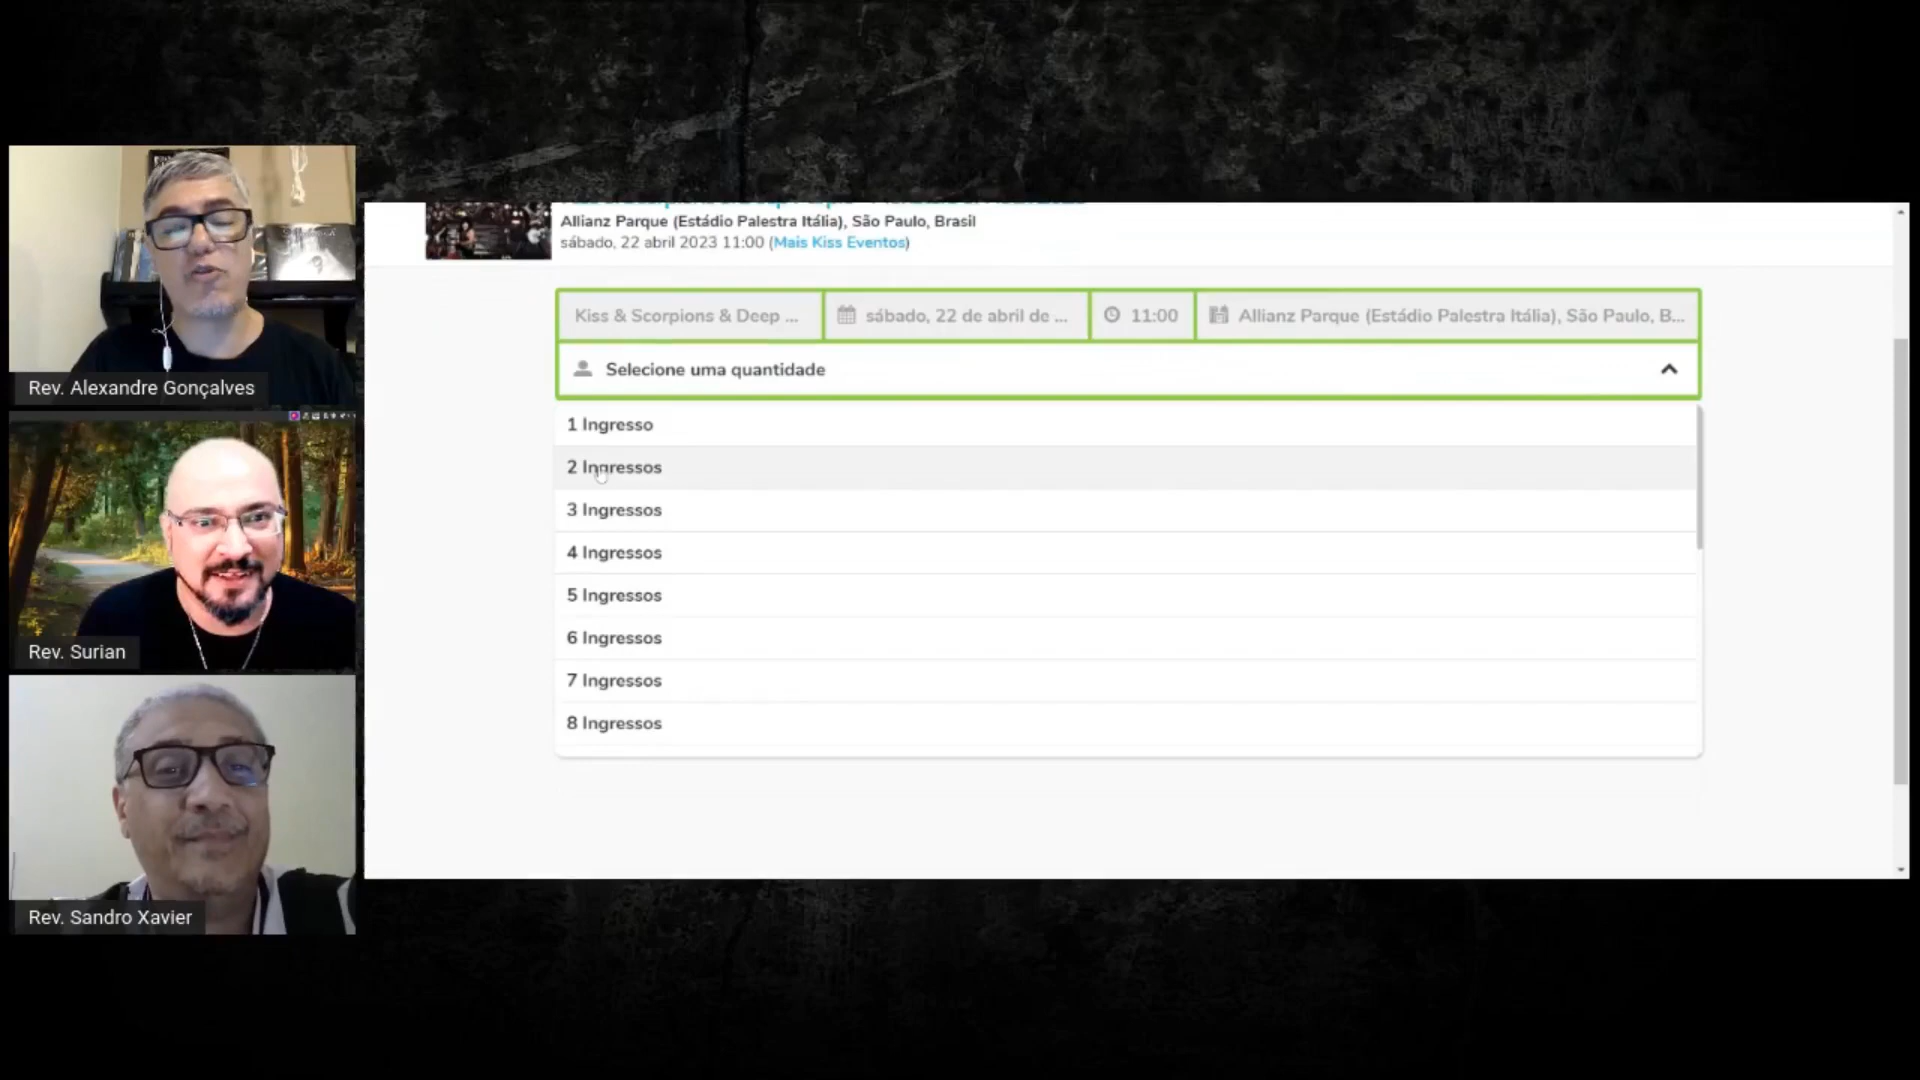 Rev. Alexandre Gonçalves
Rev. Surian
Rev. Sandro Xavier
Allianz Parque (Estádio Palestra Itália), São Paulo, Brasil
sábado, 22 abril 2023 11:00 (Mais Kiss Eventos)
Kiss & Scorpions & Deep ...
sábado, 22 de abril de ...
11:00
Allianz Parque (Estádio Palestra Itália), São Paulo, B...
Selecione uma quantidade
1 Ingresso
2 Ingressos
3 Ingressos
4 Ingressos
5 Ingressos
6 Ingressos
7 Ingressos
8 Ingressos